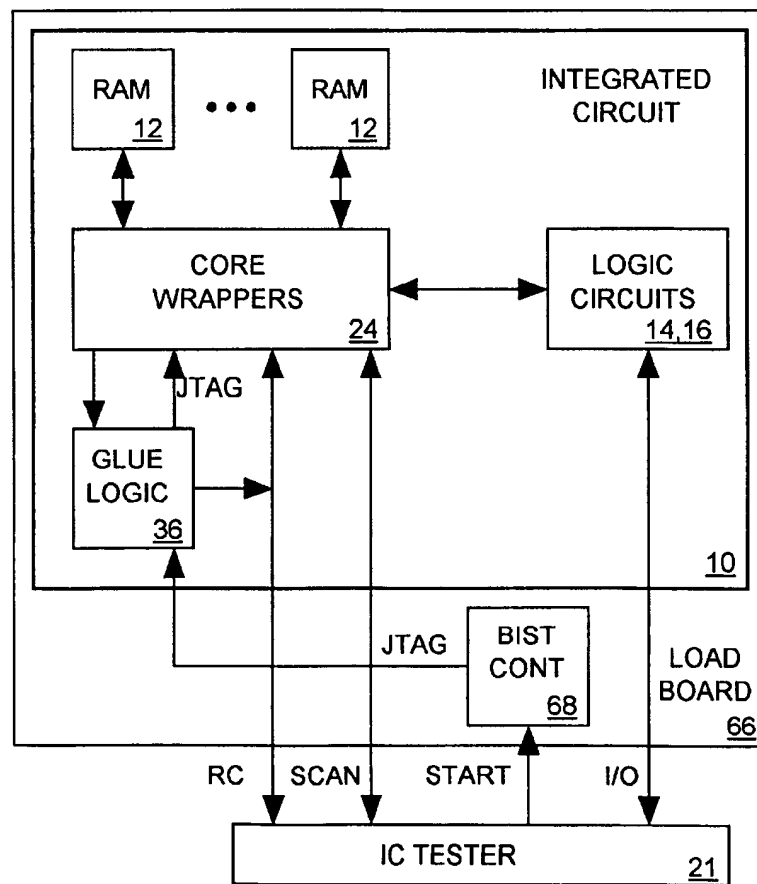 RAM
12
RAM
12
INTEGRATED
CIRCUIT
CORE
WRAPPERS
24
LOGIC
CIRCUITS
14,16
JTAG
GLUE
LOGIC
36
10
JTAG
BIST
CONT
68
LOAD
BOARD
66
RC
SCAN
START
I/O
IC TESTER
21